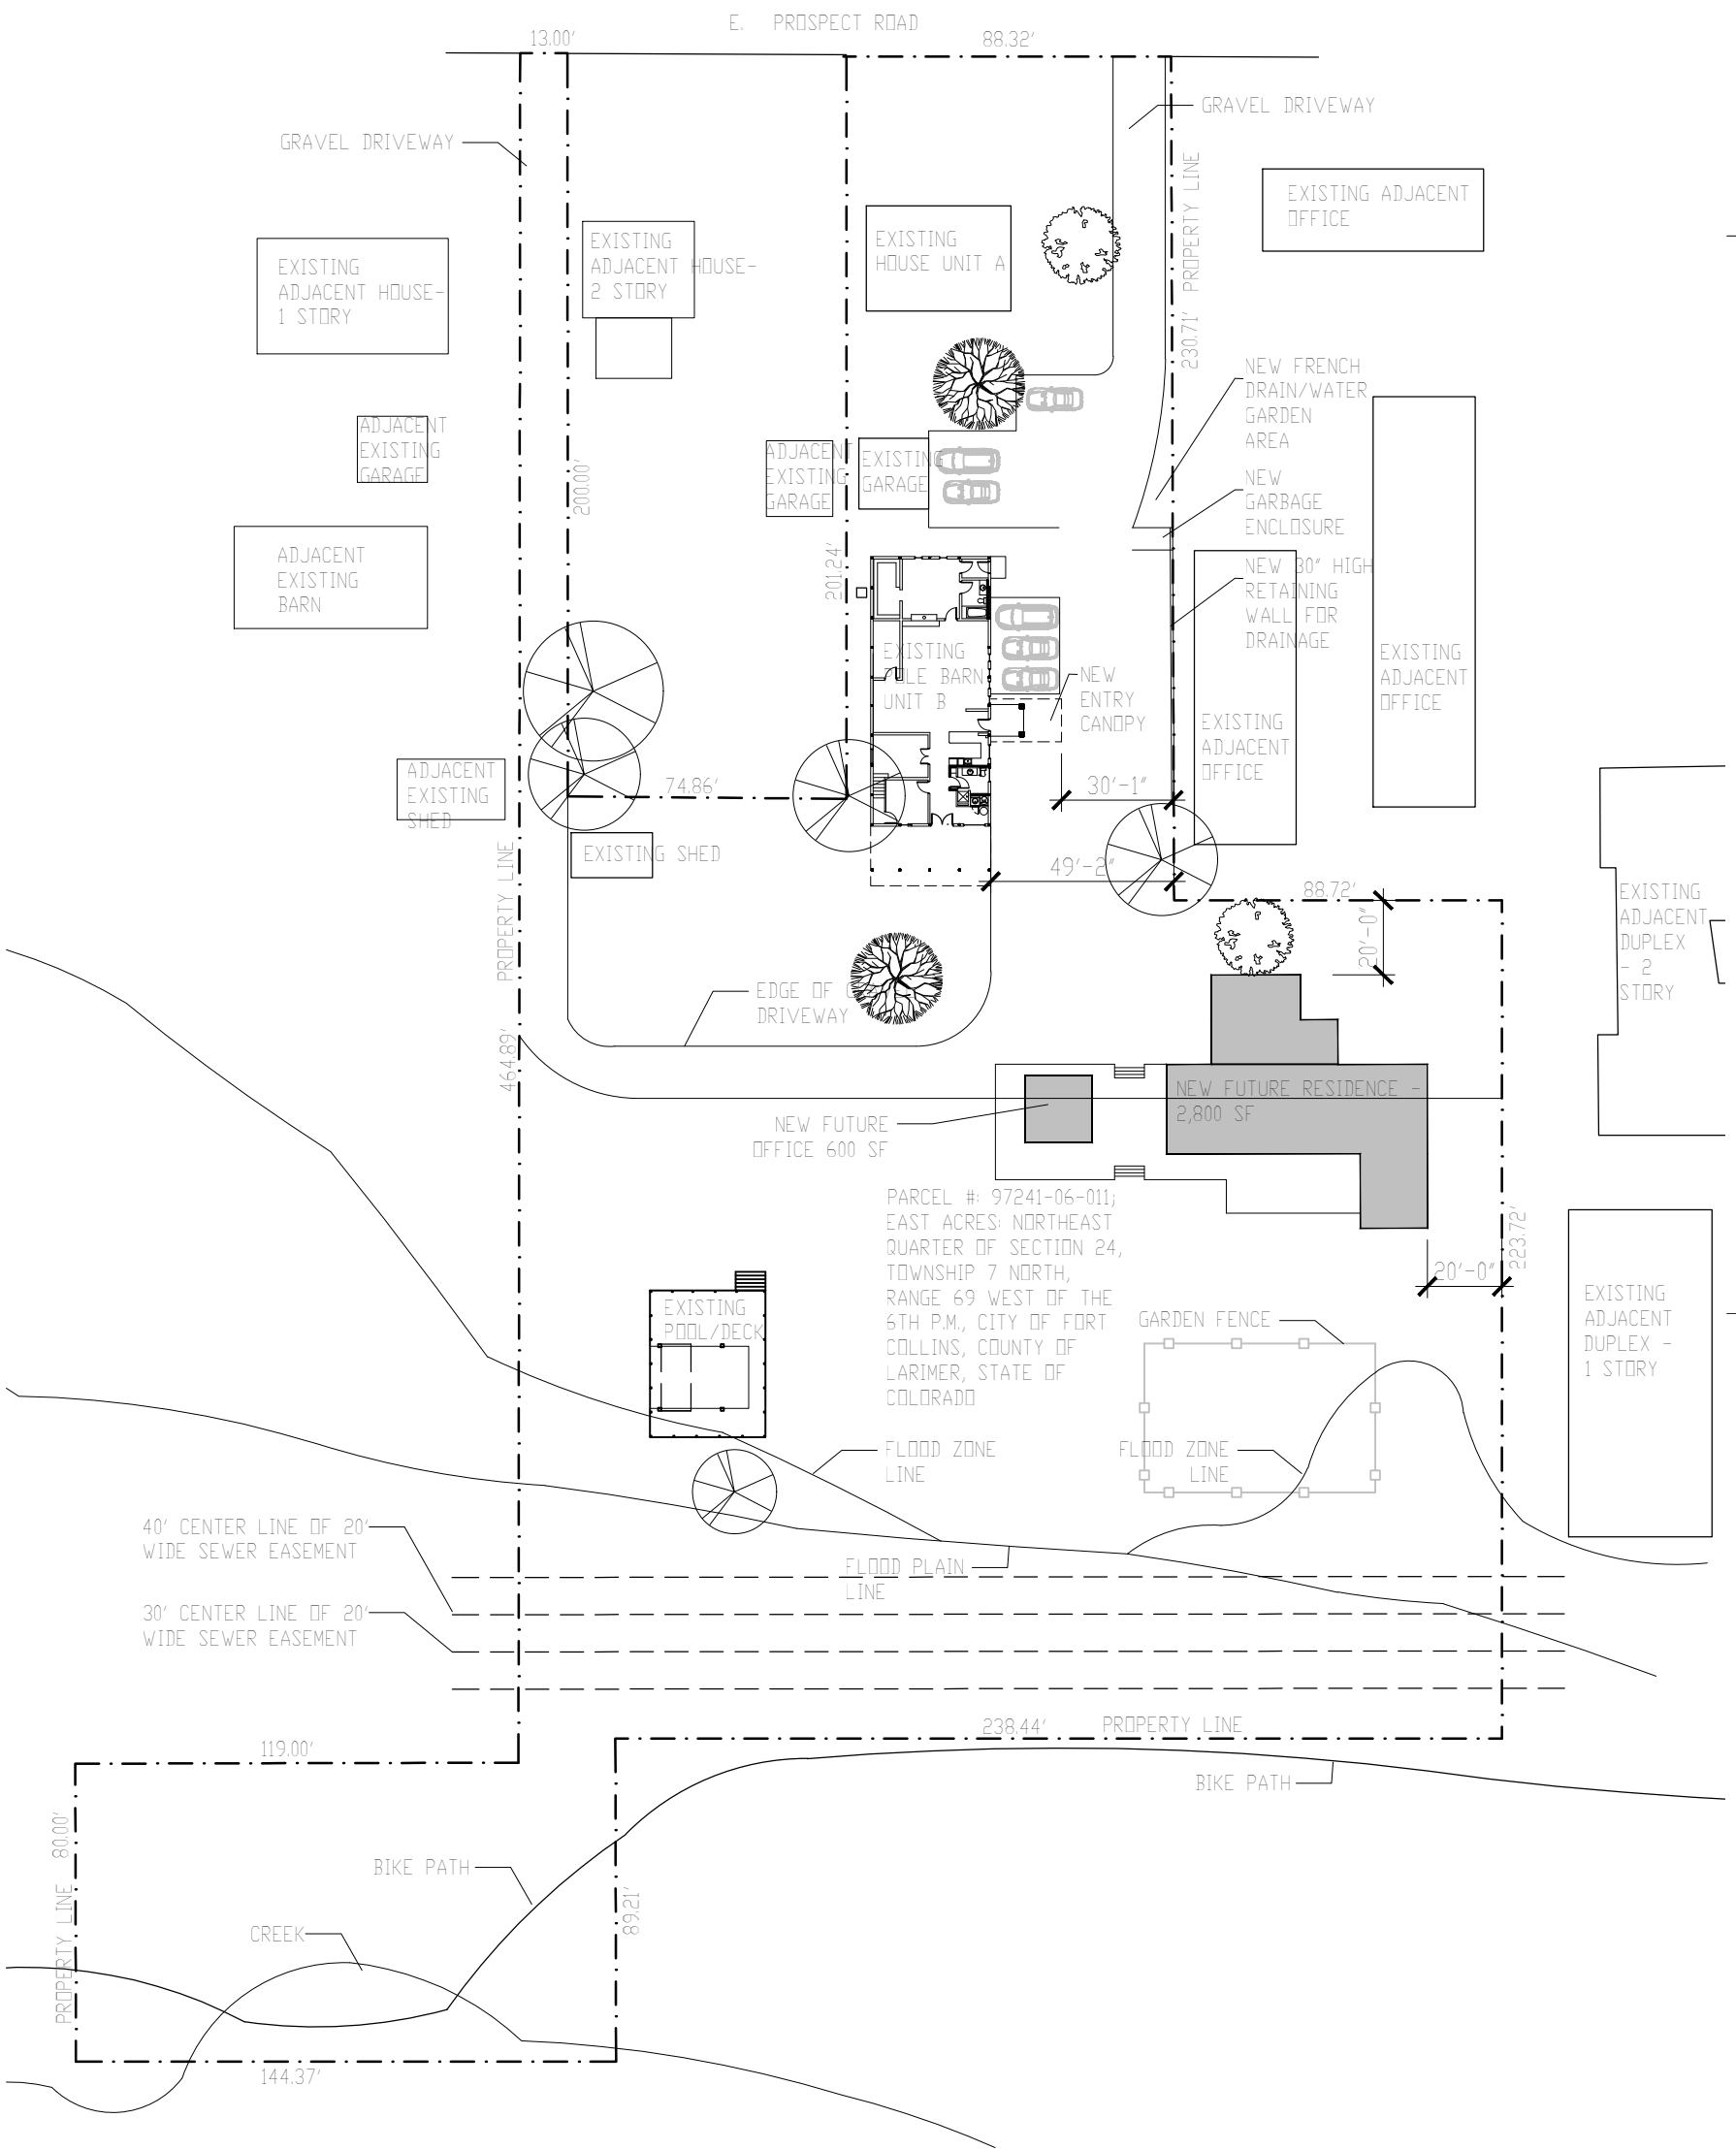 E. PROSPECT ROAD
13.00'
88.32'
GRAVEL DRIVEWAY
GRAVEL DRIVEWAY
230.71' PROPERTY LINE
EXISTING ADJACENT
OFFICE
EXISTING
ADJACENT HOUSE-
1 STORY
EXISTING
ADJACENT HOUSE-
2 STORY
EXISTING
HOUSE UNIT A
NEW FRENCH
DRAIN/WATER
GARDEN
AREA
ADJACENT
EXISTING
GARAGE
200.00'
ADJACENT
EXISTING
GARAGE
EXISTING
GARAGE
NEW
GARBAGE
ENCLOSURE
ADJACENT
EXISTING
BARN
201.24'
NEW 30" HIGH
RETAINING
WALL FOR
DRAINAGE
EXISTING
POLE BARN
UNIT B
NEW
ENTRY
CANOPY
EXISTING
ADJACENT
OFFICE
EXISTING
ADJACENT
OFFICE
ADJACENT
EXISTING
SHED
74.86'
30'-1"
EXISTING SHED
49'-2"
88.72'
20'-0"
EXISTING
ADJACENT
DUPLEX
- 2
STORY
PROPERTY LINE
464.89'
EDGE OF
DRIVEWAY
NEW FUTURE RESIDENCE -
2,800 SF
NEW FUTURE
OFFICE 600 SF
PARCEL #: 97241-06-011;
EAST ACRES: NORTHEAST
QUARTER OF SECTION 24,
TOWNSHIP 7 NORTH,
RANGE 69 WEST OF THE
6TH P.M., CITY OF FORT
COLLINS, COUNTY OF
LARIMER, STATE OF
COLORADO
223.72'
20'-0"
EXISTING
POOL/DECK
GARDEN FENCE
EXISTING
ADJACENT
DUPLEX -
1 STORY
FLOOD ZONE
LINE
FLOOD ZONE
LINE
40' CENTER LINE OF 20'
WIDE SEWER EASEMENT
FLOOD PLAIN
LINE
30' CENTER LINE OF 20'
WIDE SEWER EASEMENT
238.44'
PROPERTY LINE
119.00'
BIKE PATH
PROPERTY LINE 80.00'
BIKE PATH
89.21'
CREEK
144.37'